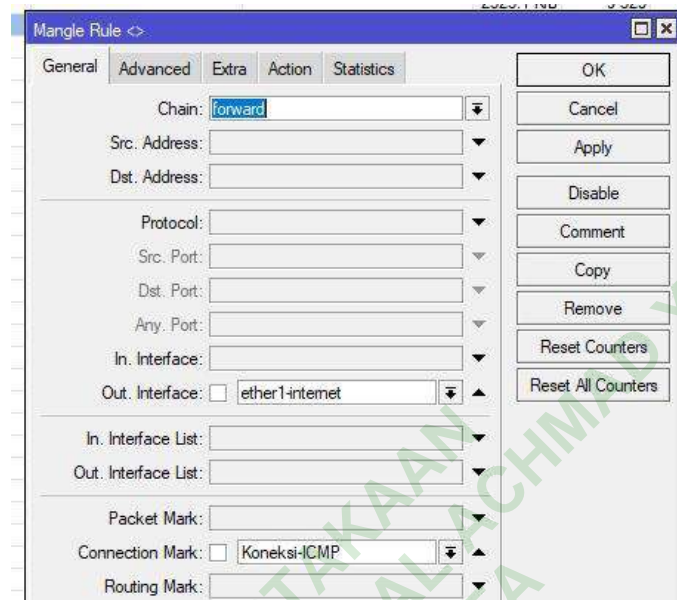 Mangle Rule <>
General Advanced Extra Action Statistics
OK
Chain: forward
Cancel
Src. Address:
Apply
Dst. Address:
Disable
Protocol:
Comment
Src. Port:
Copy
Dst. Port:
Remove
Any. Port:
Reset Counters
In. Interface:
Reset All Counters
Out. Interface: ether1-internet
In. Interface List:
Out. Interface List:
Packet Mark:
Connection Mark: Koneksi-ICMP
Routing Mark:
TAKAAN
ACHMAD